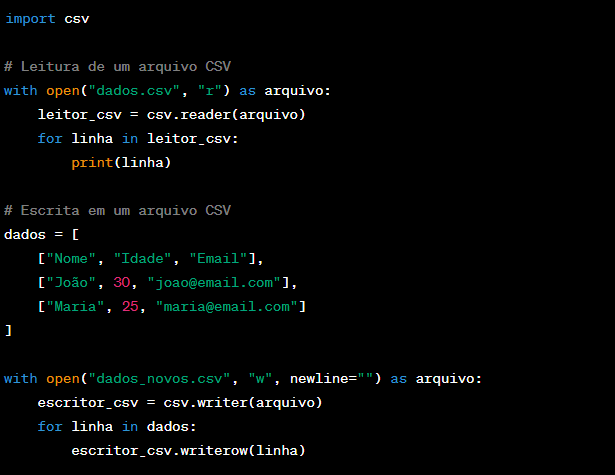 import csv
# Leitura de um arquivo CSV
with open("dados.csv", "r") as arquivo:
    leitor_csv = csv.reader(arquivo)
    for linha in leitor_csv:
        print(linha)
# Escrita em um arquivo CSV
dados = [
    ["Nome", "Idade", "Email"],
    ["João", 30, "joao@email.com"],
    ["Maria", 25, "maria@email.com"]
]
with open("dados_novos.csv", "w", newline="") as arquivo:
    escritor_csv = csv.writer(arquivo)
    for linha in dados:
        escritor_csv.writerow(linha)